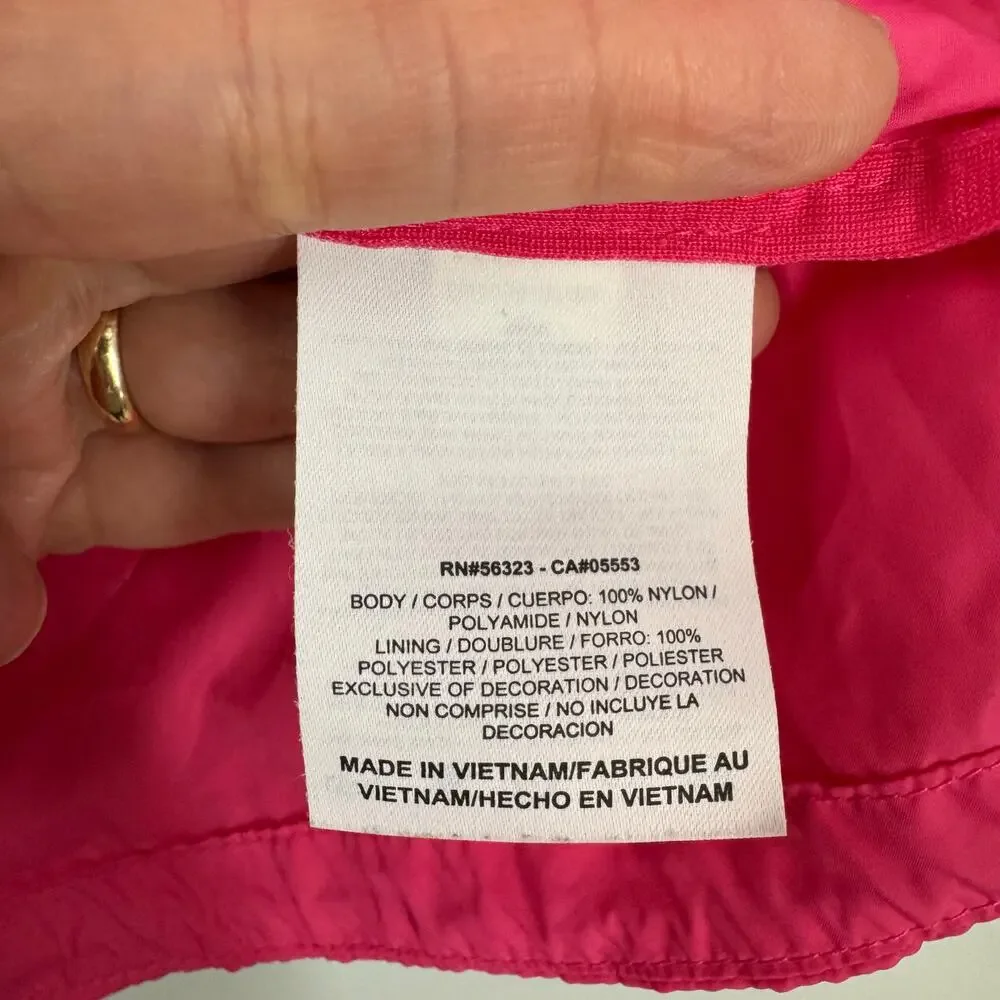 RN#56323 - CA#05553
BODY / CORPS / CUERPO: 100% NYLON /
POLYAMIDE / NYLON
LINING / DOUBLURE / FORRO: 100%
POLYESTER / POLYESTER / POLIESTER
EXCLUSIVE OF DECORATION / DECORATION
NON COMPRISE / NO INCLUYE LA
DECORACION
MADE IN VIETNAM/FABRIQUE AU
VIETNAM/HECHO EN VIETNAM